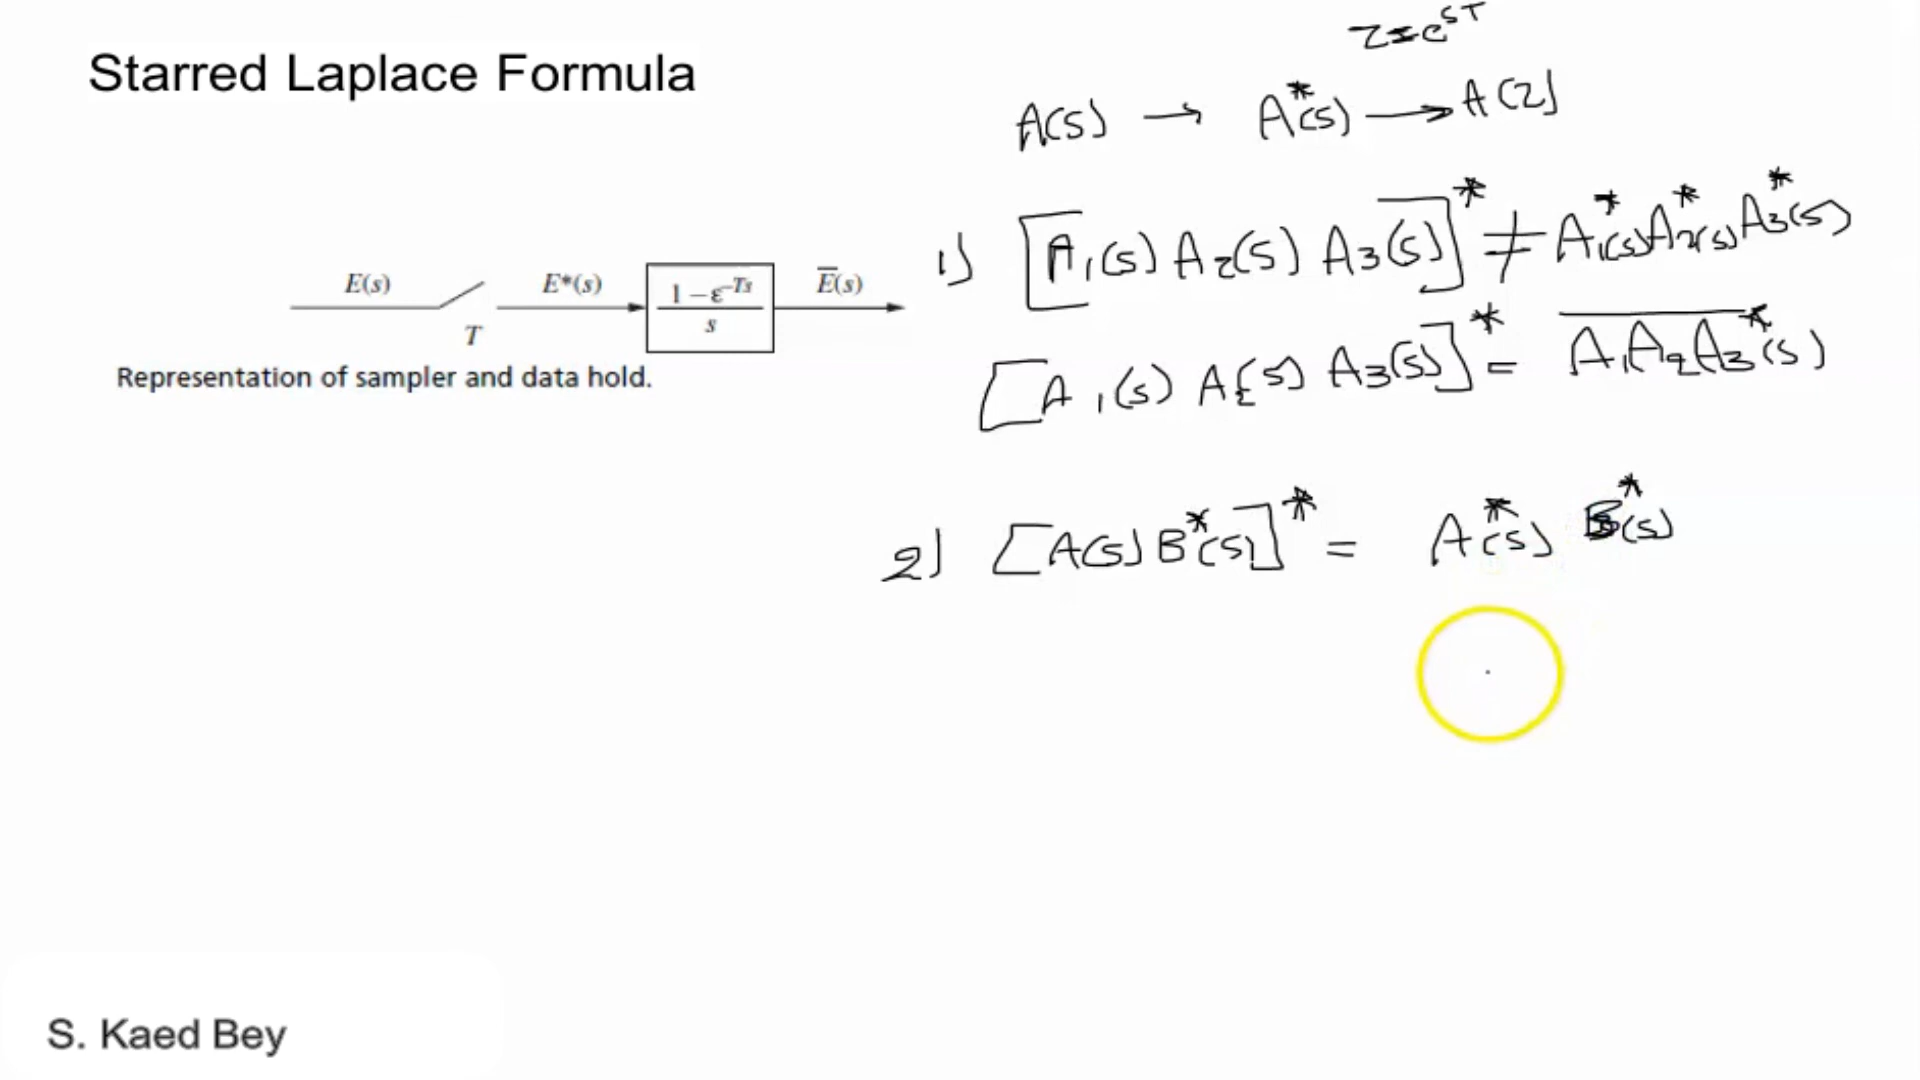 Starred Laplace Formula
z=e^{sT}
A(s) → A*(s) → A(z)
E(s) T E*(s) 1 – ε^{–Ts} / s Ē(s)
Representation of sampler and data hold.
1) [A₁(s) A₂(s) A₃(s)]* ≠ A₁*(s) A₂*(s) A₃*(s)
[A₁(s) A₂(s) A₃(s)]* = \overline{A₁A₂A₃}*(s)
2) [A(s) B*(s)]* = A*(s) B*(s)
S. Kaed Bey